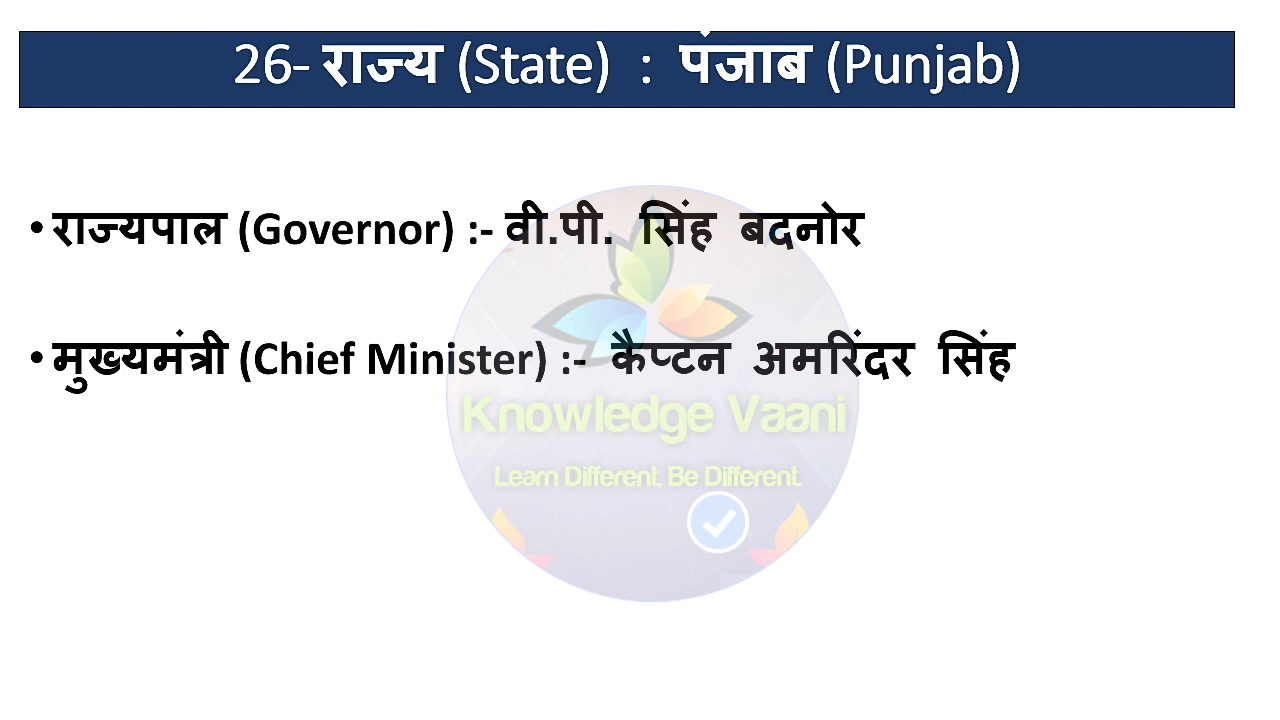 26- राज्य (State) : पंजाब (Punjab)
• राज्यपाल (Governor) :- वी.पी. सिंह बदनोर
• मुख्यमंत्री (Chief Minister) :- कैप्टन अमरिंदर सिंह
Knowledge Vaani
Learn Different, Be Different